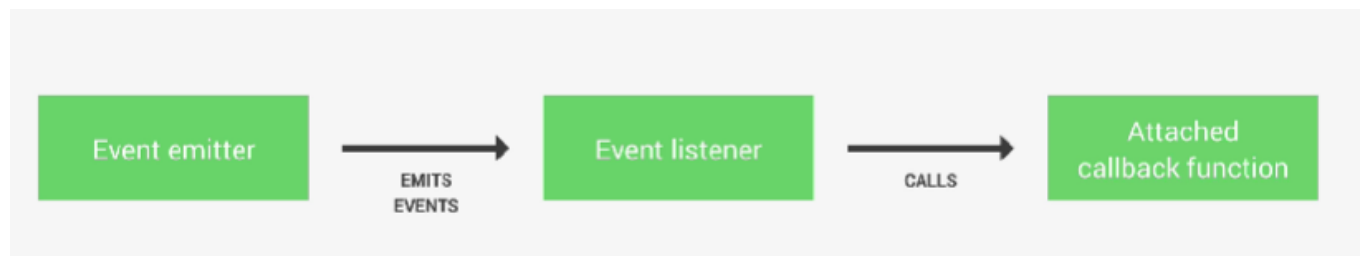 Event emitter
EMITS
EVENTS
Event listener
CALLS
Attached
callback function